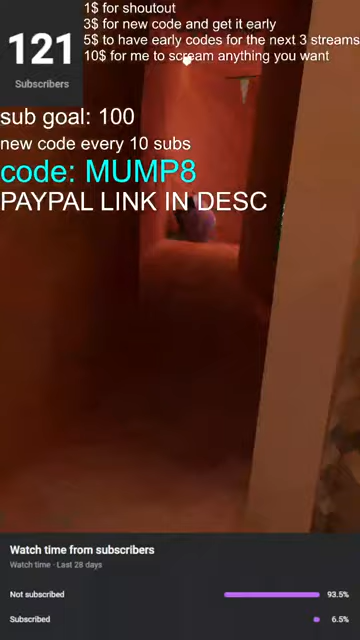 1$ for shoutout
3$ for new code and get it early
5$ to have early codes for the next 3 streams
10$ for me to scream anything you want
121
Subscribers
sub goal: 100
new code every 10 subs
code: MUMP8
PAYPAL LINK IN DESC
Watch time from subscribers
Watch time · Last 28 days
Not subscribed 93.5%
Subscribed 6.5%